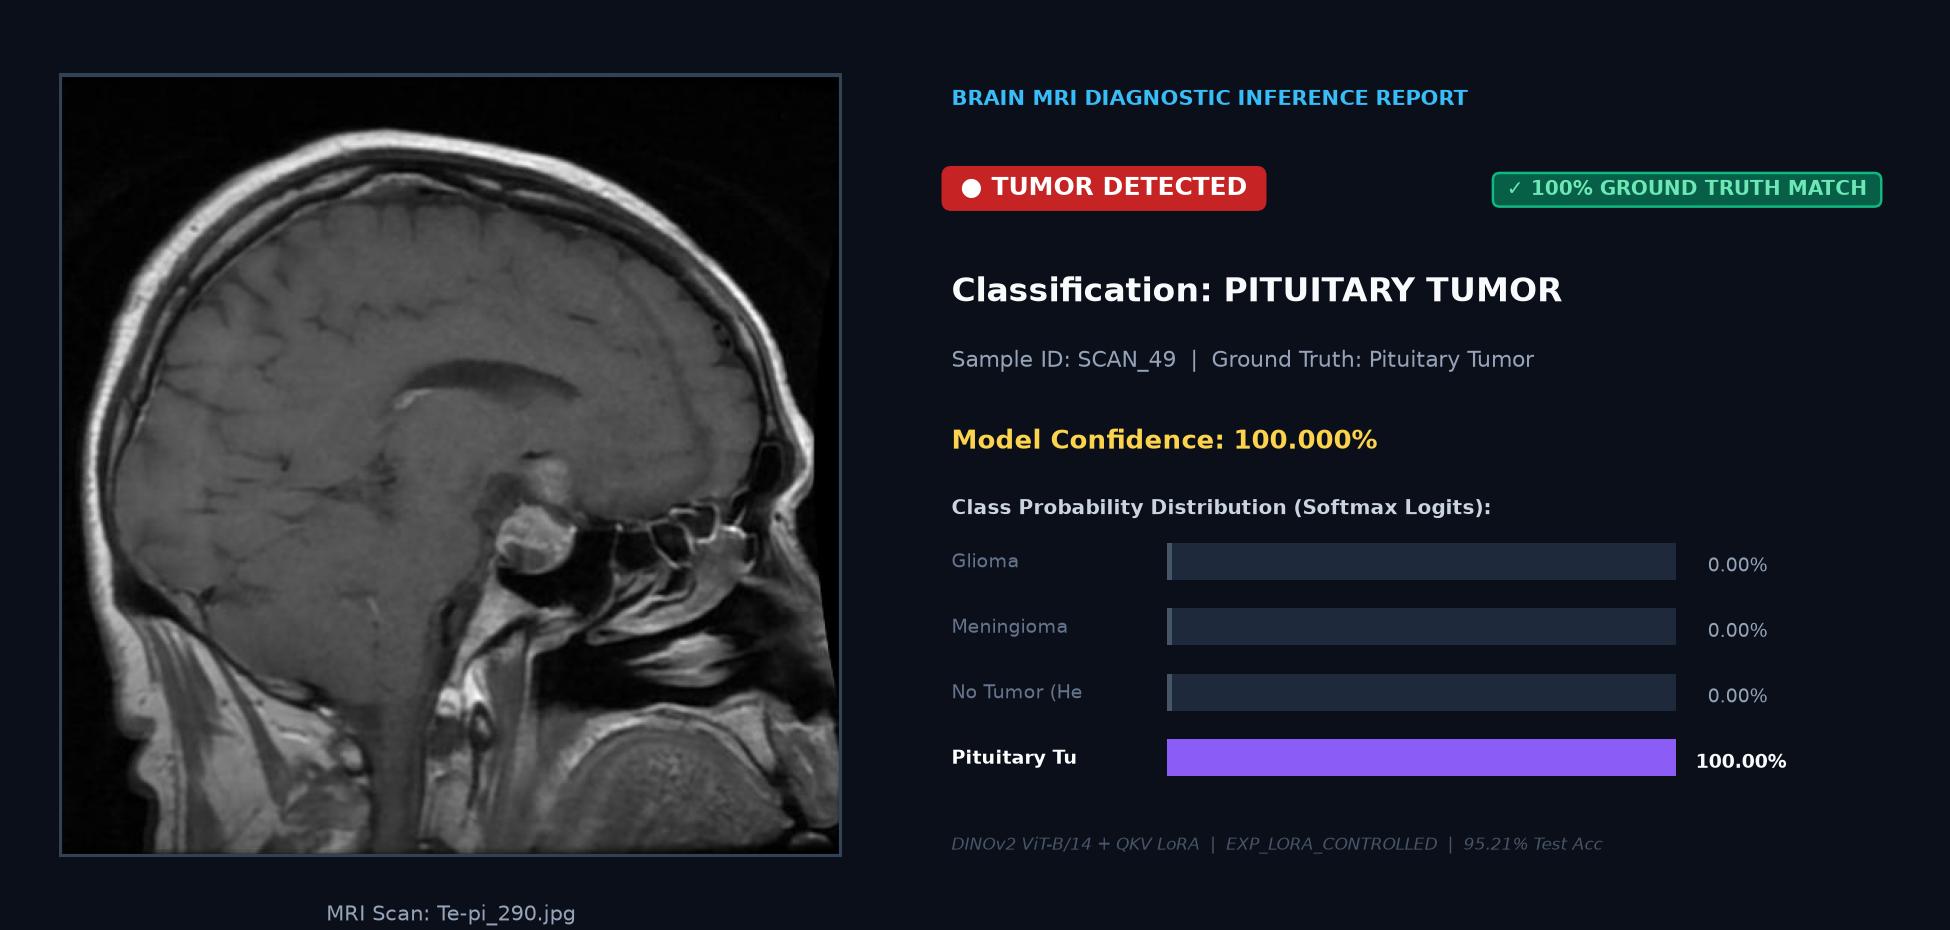 BRAIN MRI DIAGNOSTIC INFERENCE REPORT
● TUMOR DETECTED
✓ 100% GROUND TRUTH MATCH
Classification: PITUITARY TUMOR
Sample ID: SCAN_49 | Ground Truth: Pituitary Tumor
Model Confidence: 100.000%
Class Probability Distribution (Softmax Logits):
Glioma 0.00%
Meningioma 0.00%
No Tumor (He 0.00%
Pituitary Tu 100.00%
DINOv2 ViT-B/14 + QKV LoRA | EXP_LORA_CONTROLLED | 95.21% Test Acc
MRI Scan: Te-pi_290.jpg